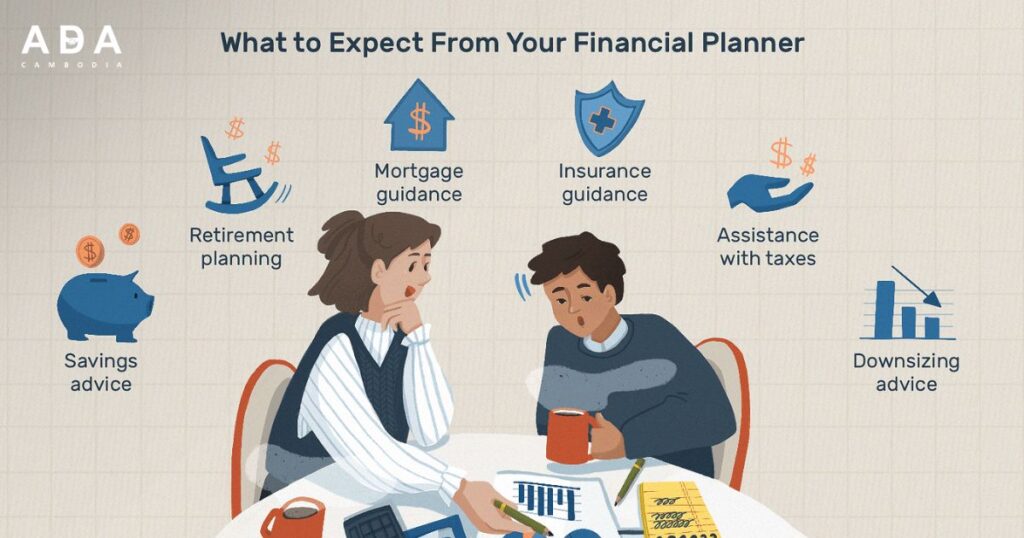 ADA
CAMBODIA
What to Expect From Your Financial Planner
Savings
advice
Retirement
planning
Mortgage
guidance
Insurance
guidance
Assistance
with taxes
Downsizing
advice